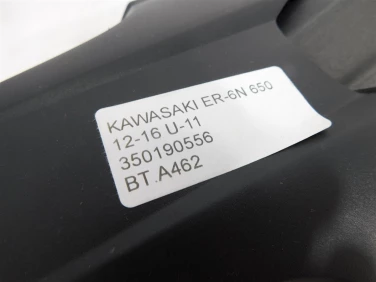 KAWASAKI ER-6N 650
12-16 U-11
350190556
BT.A462